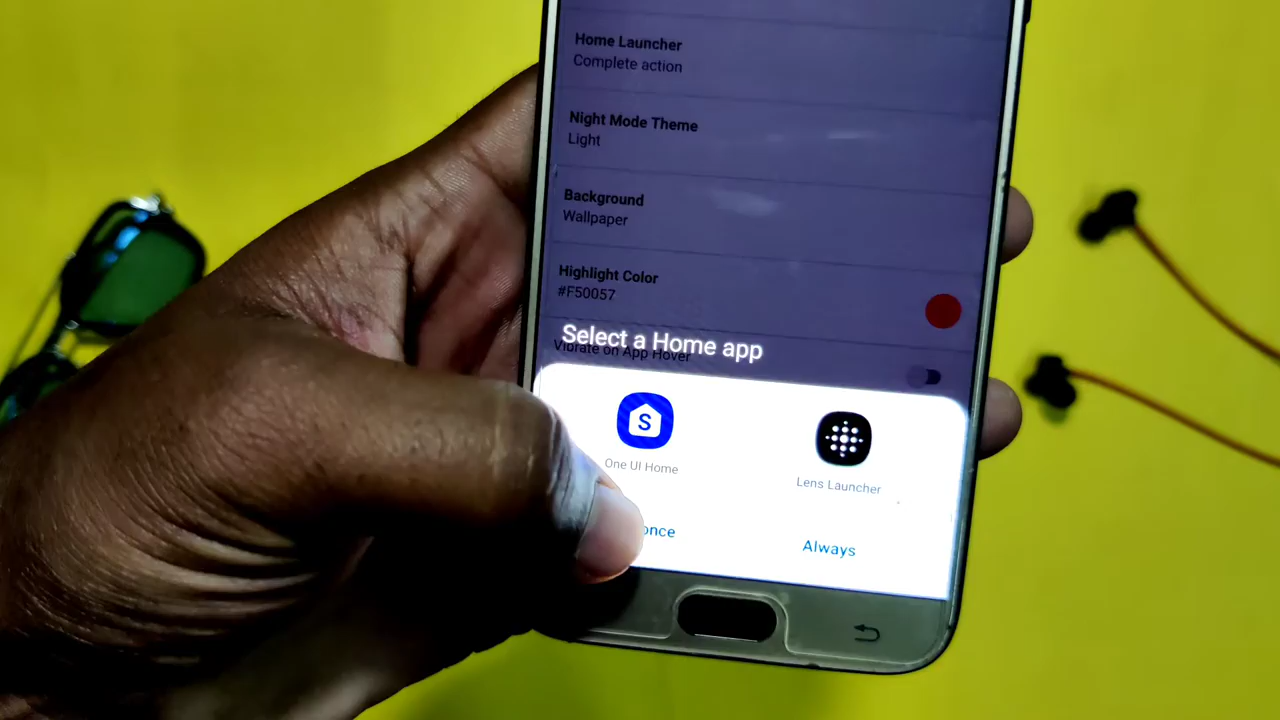 Home Launcher
Complete action
Night Mode Theme
Light
Background
Wallpaper
Highlight Color
#F50057
Select a Home app
Vibrate on App Hover
S
One UI Home
Lens Launcher
once
Always